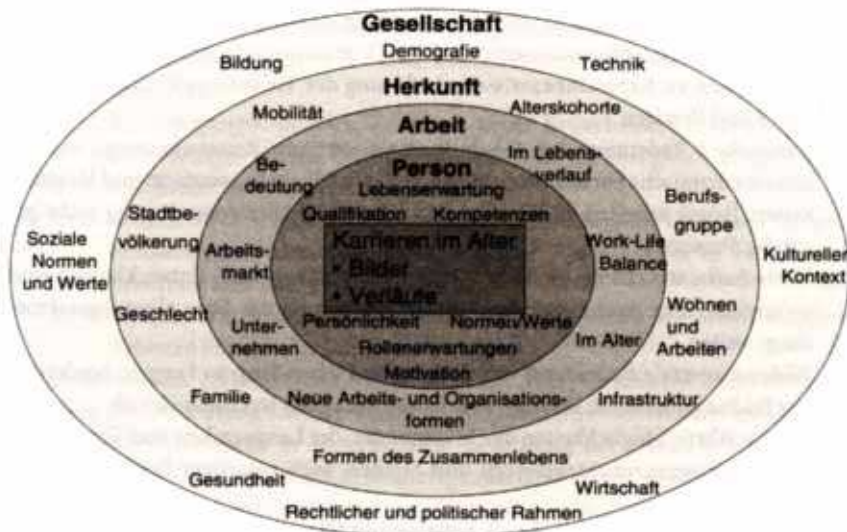 Gesellschaft
Demografie
Bildung
Technik
Herkunft
Mobilität
Alterskohorte
Arbeit
Be-
deutung
Im Lebens-
verlauf
Person
Lebenserwartung
Qualifikation
Kompetenzen
Stadtbe-
völkerung
Berufs-
gruppe
Soziale
Normen
und Werte
Arbeits-
markt
Karrieren im Alter
• Bilder
• Verläufe
Work-Life
Balance
Kultureller
Kontext
Geschlecht
Unter-
nehmen
Persönlichkeit
Normen/Werte
Rollenerwartungen
Motivation
Im Alter
Wohnen
und
Arbeiten
Familie
Neue Arbeits- und Organisations-
formen
Infrastruktur
Formen des Zusammenlebens
Gesundheit
Wirtschaft
Rechtlicher und politischer Rahmen